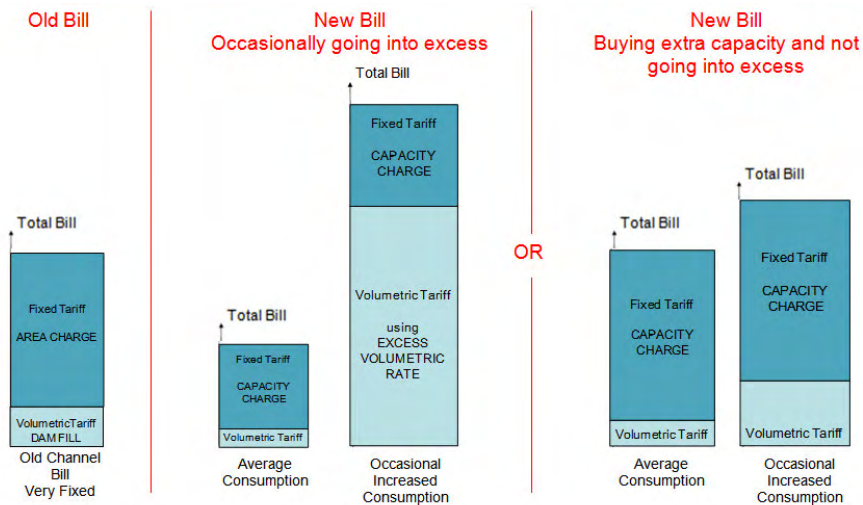 Old Bill
Total Bill
Fixed Tariff
AREA CHARGE
VolumetricTariff
DAM FILL
Old Channel
Bill
Very Fixed
New Bill
Occasionally going into excess
Total Bill
Fixed Tariff
CAPACITY
CHARGE
Volumetric Tariff
Average
Consumption
Total Bill
Fixed Tariff
CAPACITY
CHARGE
Volumetric Tariff
using
EXCESS
VOLUMETRIC
RATE
Occasional
Increased
Consumption
OR
New Bill
Buying extra capacity and not
going into excess
Total Bill
Fixed Tariff
CAPACITY
CHARGE
Volumetric Tariff
Average
Consumption
Total Bill
Fixed Tariff
CAPACITY
CHARGE
Volumetric Tariff
Occasional
Increased
Consumption